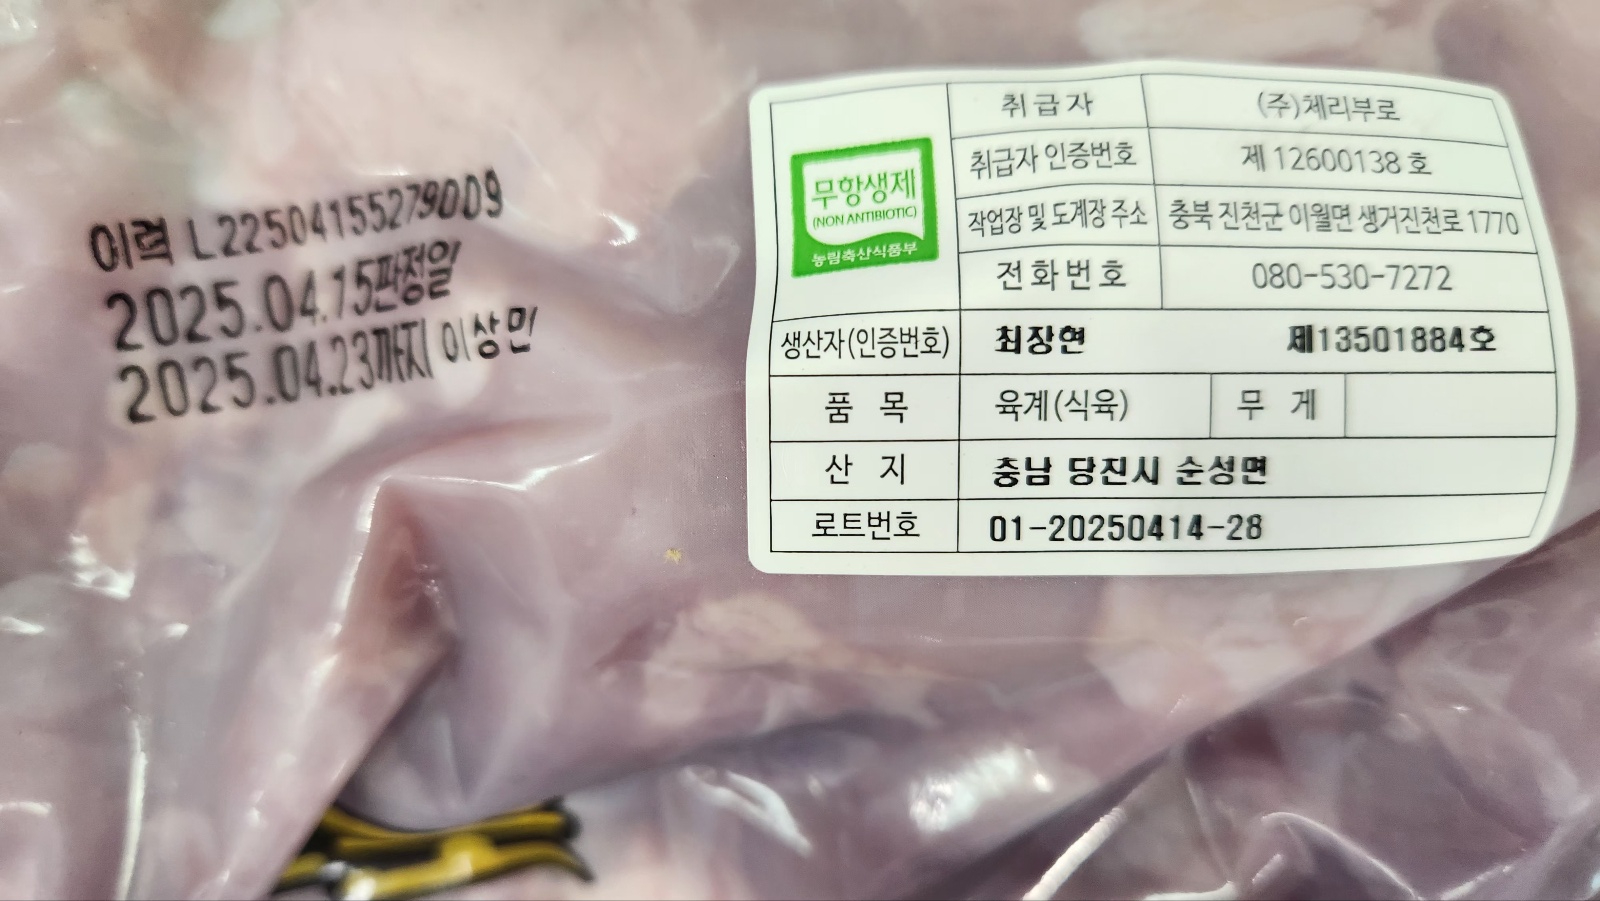 이력 L22504155279009
2025.04.15판정일
2025.04.23까지 이상민
무항생제
(NON ANTIBIOTIC)
농림축산식품부
취급자 (주)체리부로
취급자 인증번호 제 12600138 호
작업장 및 도계장 주소 충북 진천군 이월면 생거진천로 1770
전화번호 080-530-7272
생산자(인증번호) 최장현 제13501884호
품 목 육계(식육) 무 게
산 지 충남 당진시 순성면
로트번호 01-20250414-28